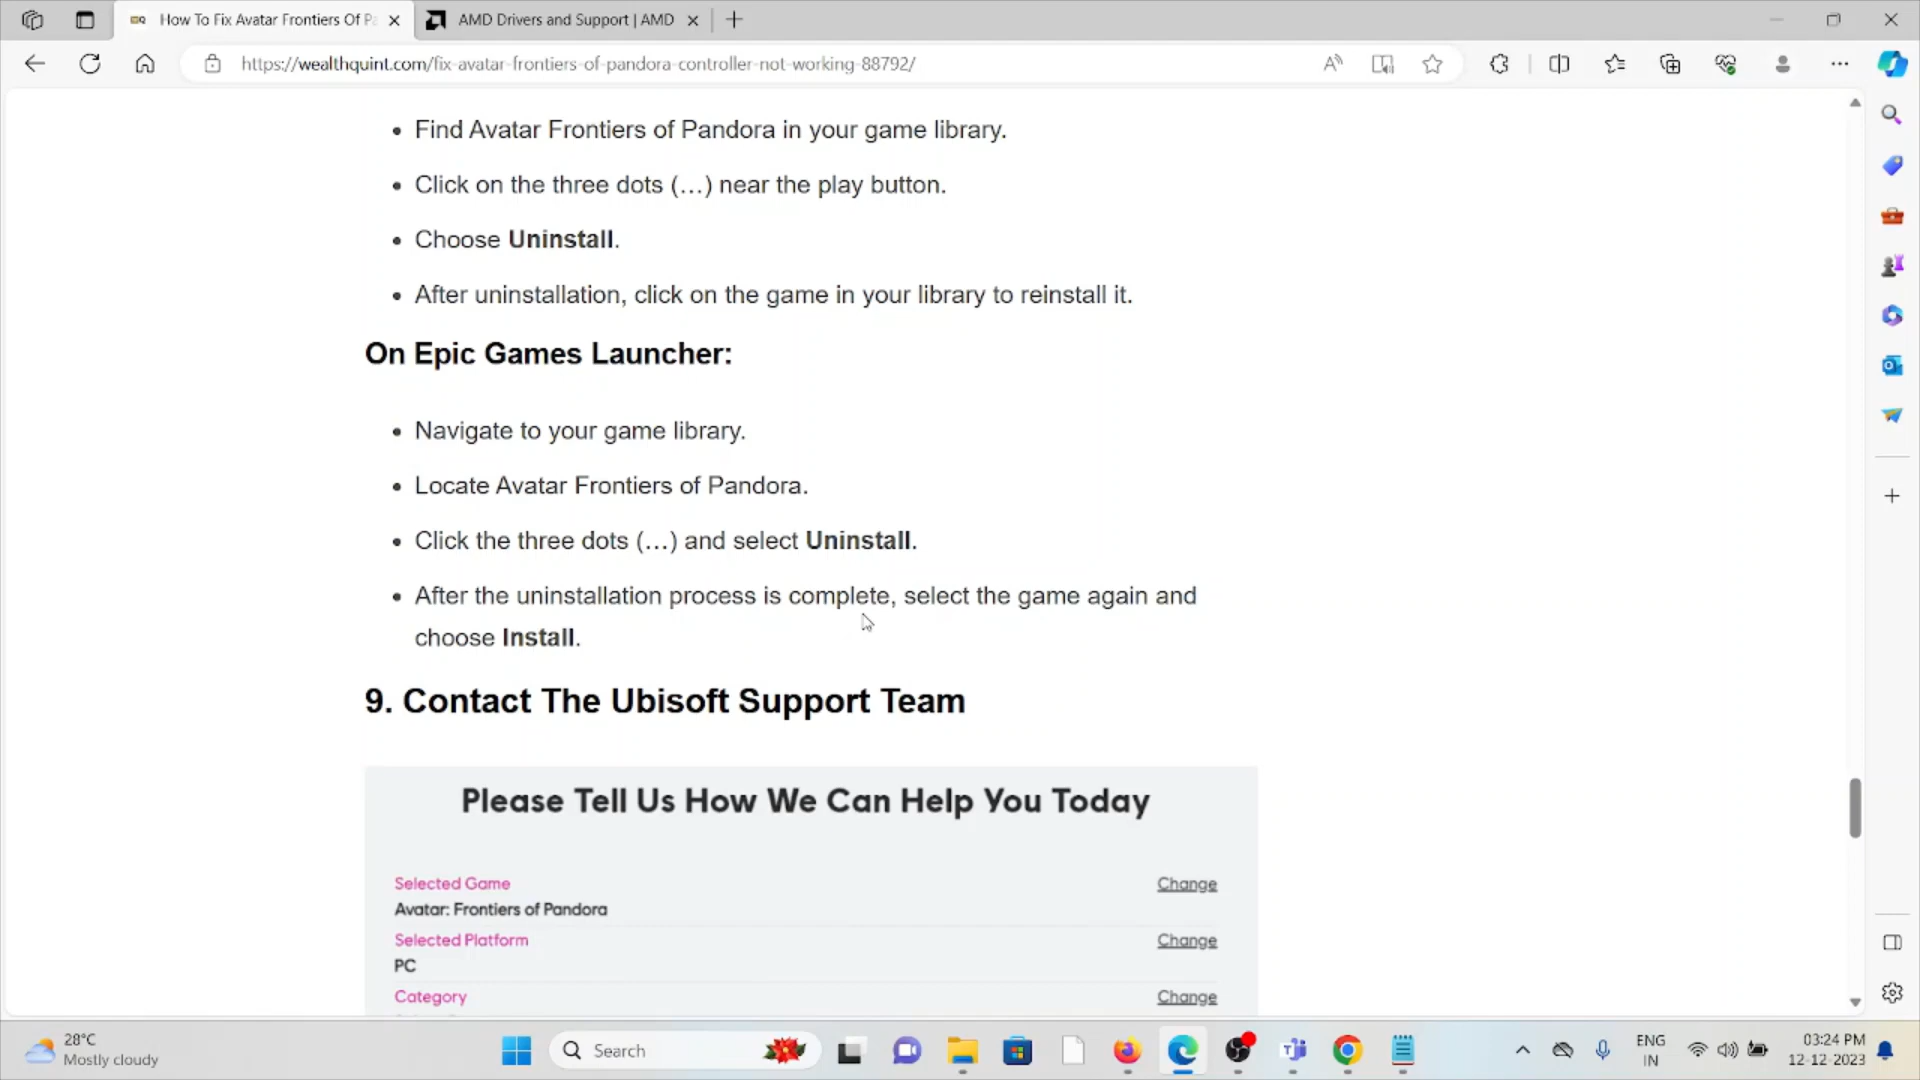 How To Fix Avatar Frontiers Of Pa
AMD Drivers and Support | AMD
https://wealthquint.com/fix-avatar-frontiers-of-pandora-controller-not-working-88792/
• Find Avatar Frontiers of Pandora in your game library.
• Click on the three dots (…) near the play button.
• Choose Uninstall.
• After uninstallation, click on the game in your library to reinstall it.
On Epic Games Launcher:
• Navigate to your game library.
• Locate Avatar Frontiers of Pandora.
• Click the three dots (…) and select Uninstall.
• After the uninstallation process is complete, select the game again and
choose Install.
9. Contact The Ubisoft Support Team
Please Tell Us How We Can Help You Today
Selected Game
Change
Avatar: Frontiers of Pandora
Selected Platform
Change
PC
Category
Change
28°C
Mostly cloudy
Search
ENG
IN
03:24 PM
12-12-2023